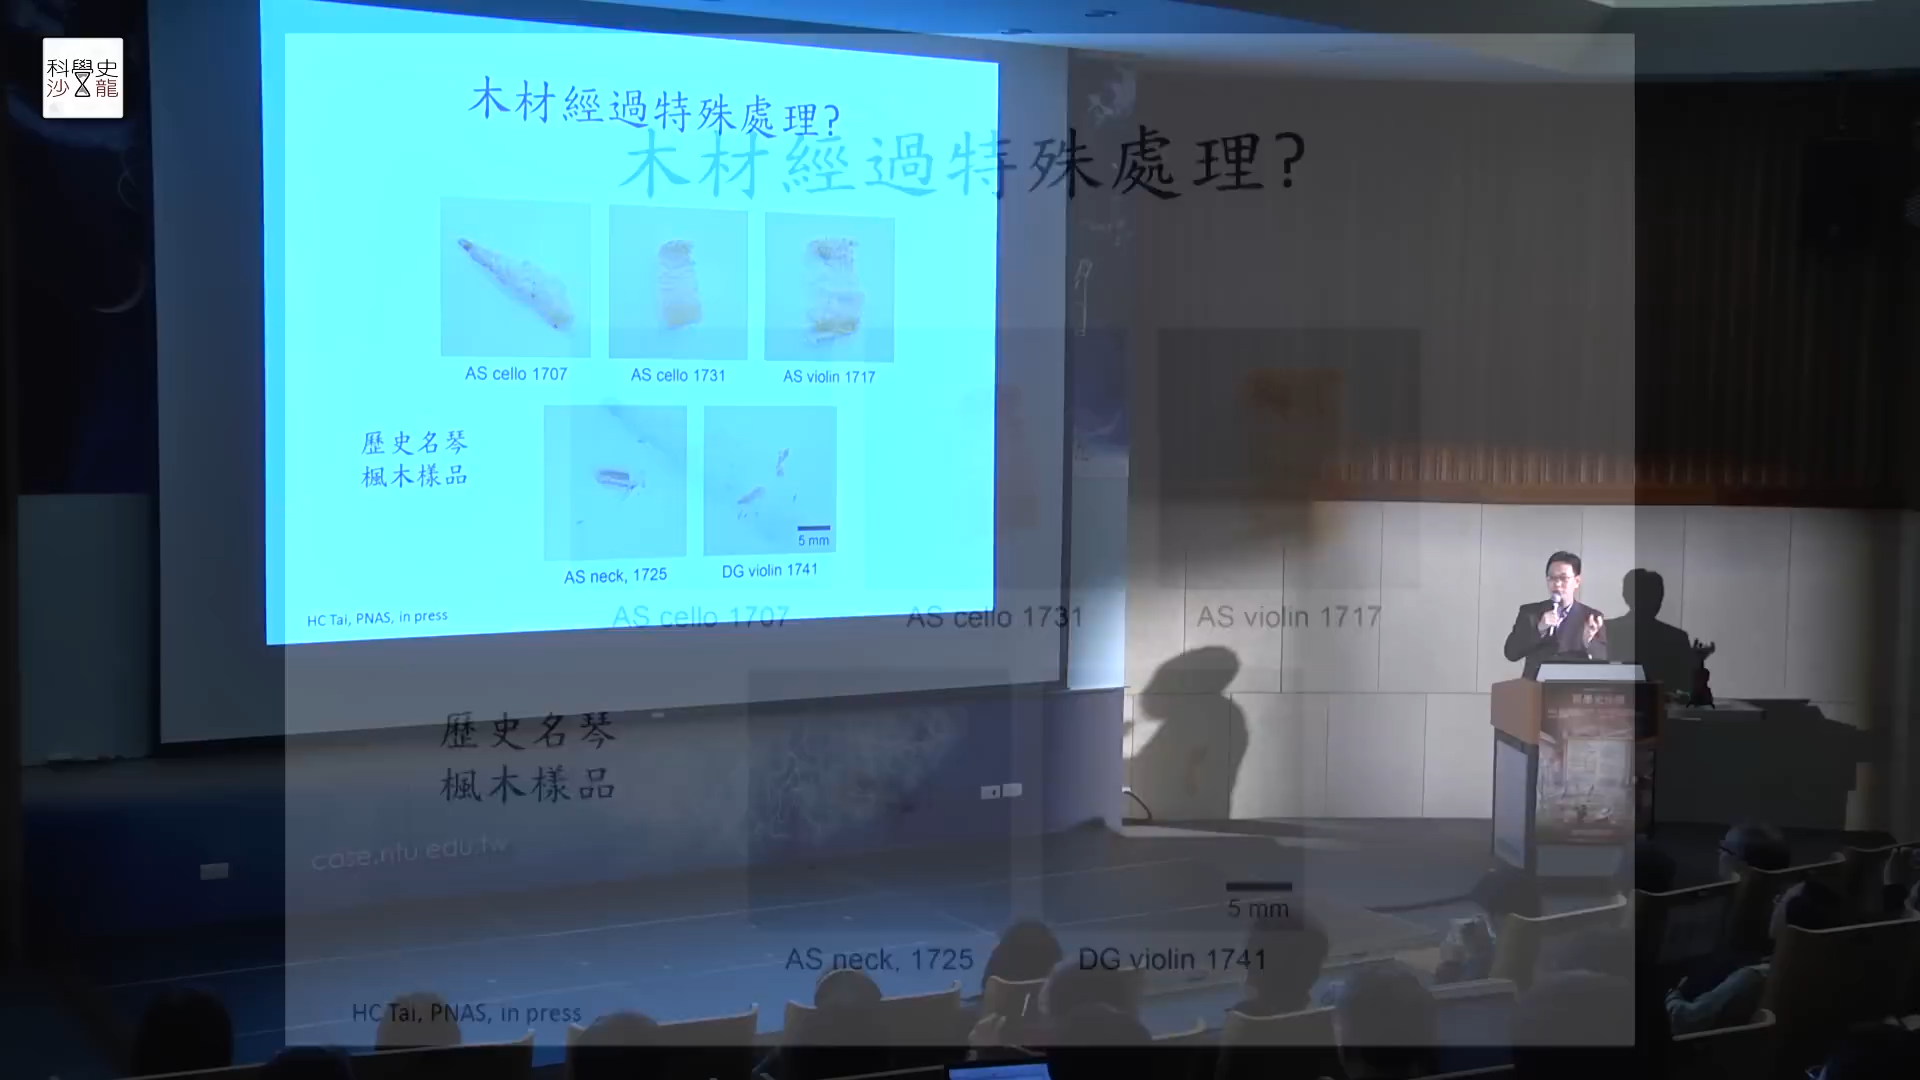 科學史
沙龍
木材經過特殊處理?
AS cello 1707
AS cello 1731
AS violin 1717
歷史名琴
楓木樣品
5 mm
AS neck, 1725
DG violin 1741
HC Tai, PNAS, in press
木材經過特殊處理?
AS cello 1707
AS cello 1731
AS violin 1717
歷史名琴
楓木樣品
5 mm
AS neck, 1725
DG violin 1741
HC Tai, PNAS, in press
case.ntu.edu.tw